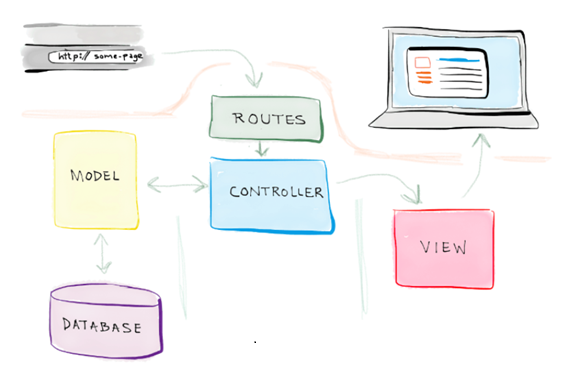 http:// some-page
ROUTES
MODEL
CONTROLLER
VIEW
DATABASE